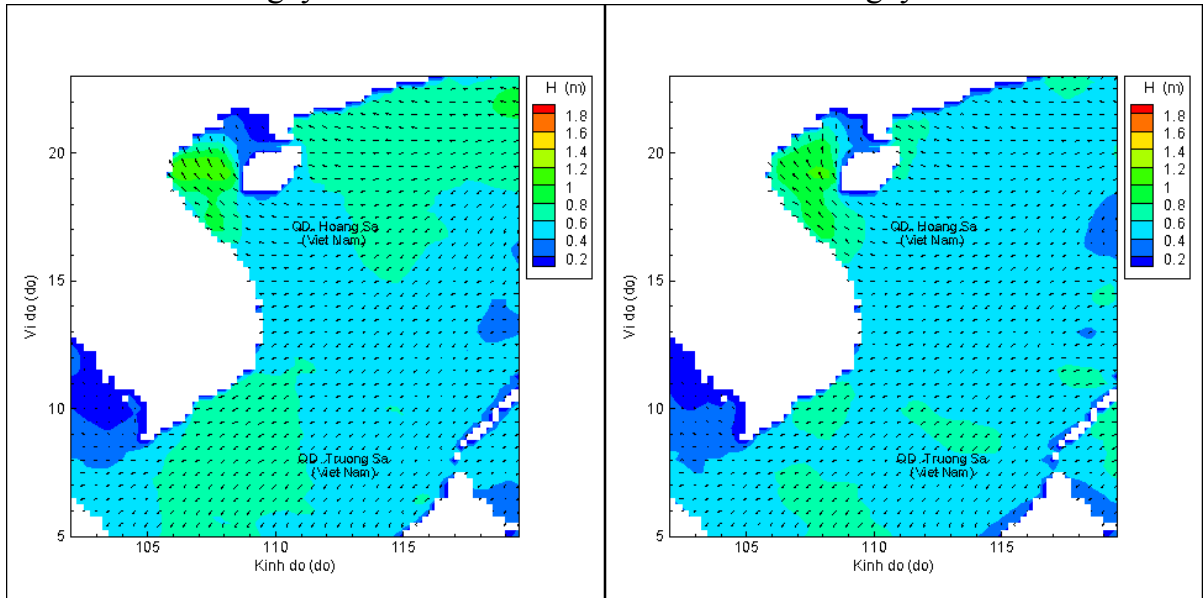 H (m)
1.8
1.6
1.4
1.2
1
0.8
0.6
0.4
0.2
20
15
10
5
Vi do (do)
QD. Hoang Sa
(Viet Nam)
QD. Truong Sa
(Viet Nam)
105
110
115
Kinh do (do)
H (m)
1.8
1.6
1.4
1.2
1
0.8
0.6
0.4
0.2
20
15
10
5
Vi do (do)
QD. Hoang Sa
(Viet Nam)
QD. Truong Sa
(Viet Nam)
105
110
115
Kinh do (do)